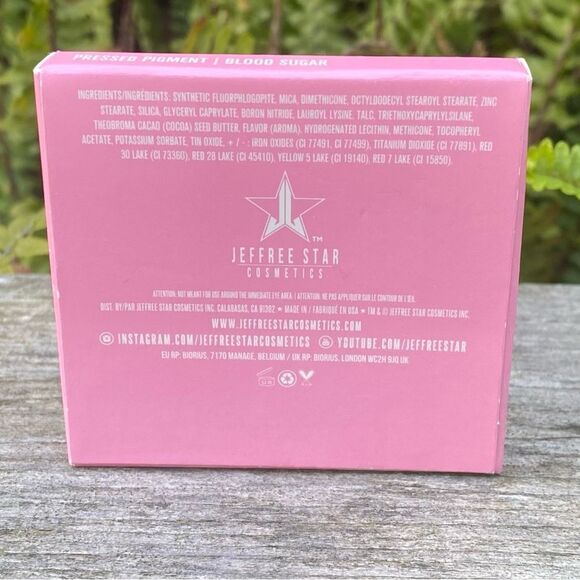 PRESSED PIGMENT | BLOOD SUGAR
INGREDIENTS/INGRÉDIENTS: SYNTHETIC FLUORPHLOGOPITE, MICA, DIMETHICONE, OCTYLDODECYL STEAROYL STEARATE, ZINC
STEARATE, SILICA, GLYCERYL CAPRYLATE, BORON NITRIDE, LAUROYL LYSINE, TALC, TRIETHOXYCAPRYLYLSILANE,
THEOBROMA CACAO (COCOA) SEED BUTTER, FLAVOR (AROMA), HYDROGENATED LECITHIN, METHICONE, TOCOPHERYL
ACETATE, POTASSIUM SORBATE, TIN OXIDE, + / - : IRON OXIDES (CI 77491, CI 77499), TITANIUM DIOXIDE (CI 77891), RED
30 LAKE (CI 73360), RED 28 LAKE (CI 45410), YELLOW 5 LAKE (CI 19140), RED 7 LAKE (CI 15850).
TM
JEFFREE STAR
COSMETICS
ATTENTION: NOT MEANT FOR USE AROUND THE IMMEDIATE EYE AREA. | ATTENTION: NE PAS APPLIQUER SUR LE CONTOUR DE L'ŒIL.
DIST. BY/PAR JEFFREE STAR COSMETICS INC. CALABASAS, CA 91302 ★ MADE IN / FABRIQUÉ EN USA ★ TM & © JEFFREE STAR COSMETICS INC.
WWW.JEFFREESTARCOSMETICS.COM
INSTAGRAM.COM/JEFFREESTARCOSMETICS YOUTUBE.COM/JEFFREESTAR
EU RP: BIORIUS, 7170 MANAGE, BELGIUM / UK RP: BIORIUS, LONDON WC2H 9JQ UK